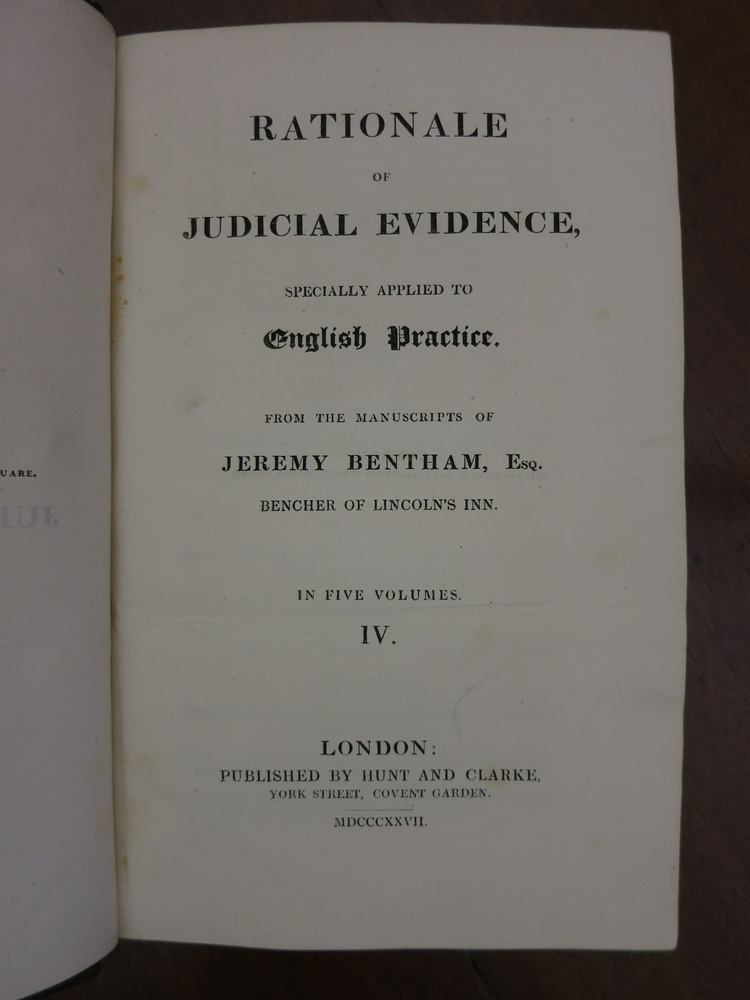 RATIONALE
OF
JUDICIAL EVIDENCE,
SPECIALLY APPLIED TO
English Practice.
FROM THE MANUSCRIPTS OF
JEREMY BENTHAM, Esq.
BENCHER OF LINCOLN'S INN.
IN FIVE VOLUMES.
IV.
LONDON:
PUBLISHED BY HUNT AND CLARKE,
YORK STREET, COVENT GARDEN.
MDCCCXXVII.